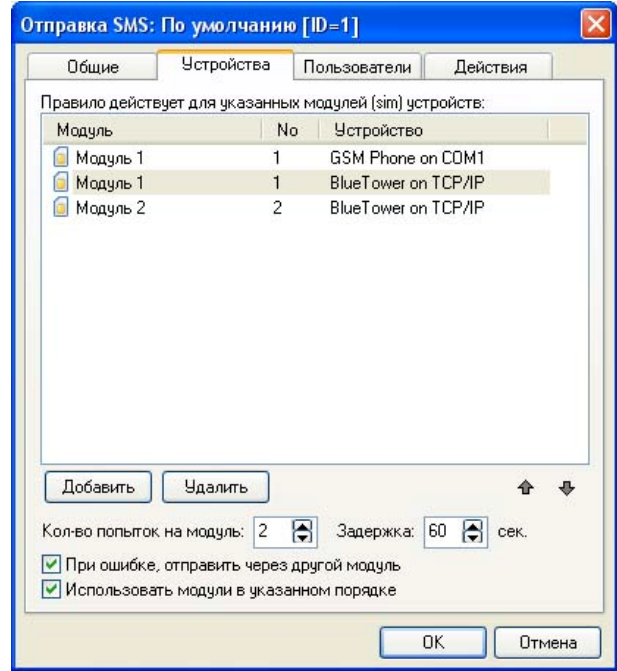 Отправка SMS: По умолчанию [ID=1]
Общие Устройства Пользователи Действия
Правило действует для указанных модулей (sim) устройств:
Модуль No Устройство
Модуль 1 1 GSM Phone on COM1
Модуль 1 1 BlueTower on TCP/IP
Модуль 2 2 BlueTower on TCP/IP
Добавить Удалить
Кол-во попыток на модуль: 2 Задержка: 60 сек.
При ошибке, отправить через другой модуль
Использовать модули в указанном порядке
OK Отмена